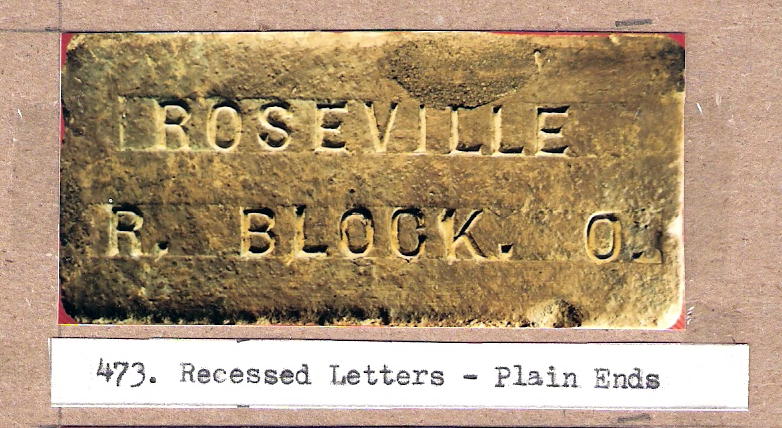 ROSEVILLE
R. BLOCK. O.
473. Recessed Letters - Plain Ends